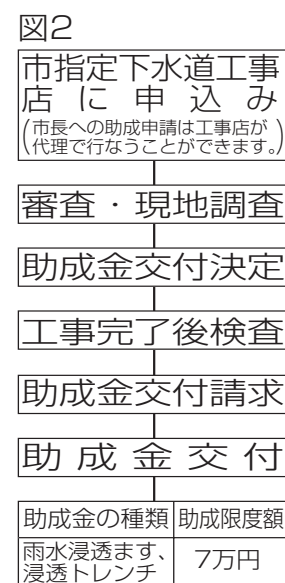 図2
市指定下水道工事
店に申込み
(市長への助成申請は工事店が
代理で行なうことができます。)
審査・現地調査
助成金交付決定
工事完了後検査
助成金交付請求
助成金交付
助成金の種類 助成限度額
雨水浸透ます、
浸透トレンチ 7万円